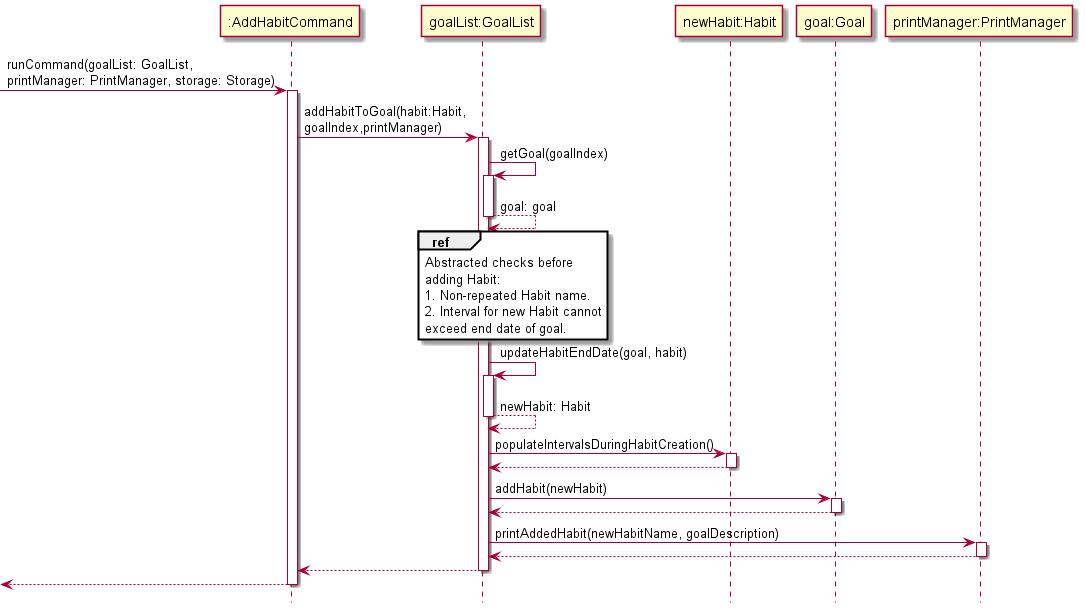 :AddHabitCommand
goalList:GoalList
newHabit:Habit
goal:Goal
printManager:PrintManager
runCommand(goalList: GoalList,
printManager: PrintManager, storage: Storage)
addHabitToGoal(habit:Habit,
goalIndex,printManager)
getGoal(goalIndex)
goal: goal
ref
Abstracted checks before
adding Habit:
1. Non-repeated Habit name.
2. Interval for new Habit cannot
exceed end date of goal.
updateHabitEndDate(goal, habit)
newHabit: Habit
populateIntervalsDuringHabitCreation()
addHabit(newHabit)
printAddedHabit(newHabitName, goalDescription)